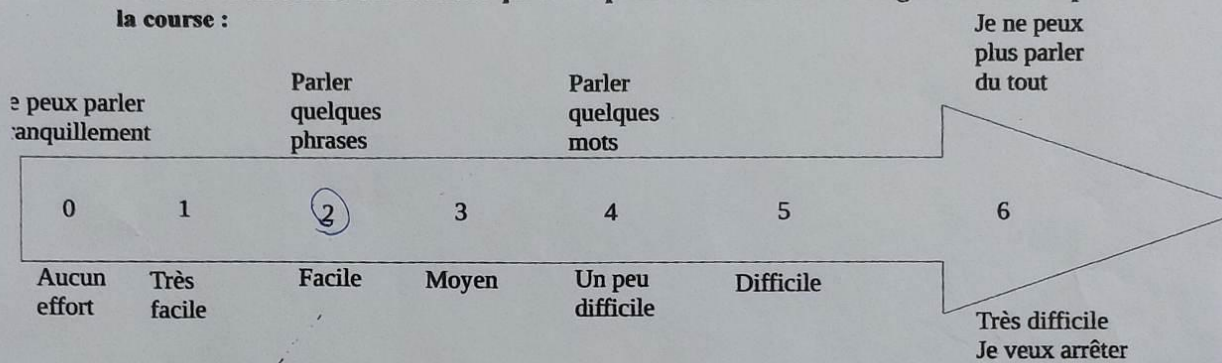 la course :
Je ne peux
plus parler
du tout
Parler
quelques
phrases
Parler
quelques
mots
e peux parler
anquillement
0 1 2 3 4 5 6
Aucun
effort
Très
facile
Facile
Moyen
Un peu
difficile
Difficile
Très difficile
Je veux arrêter